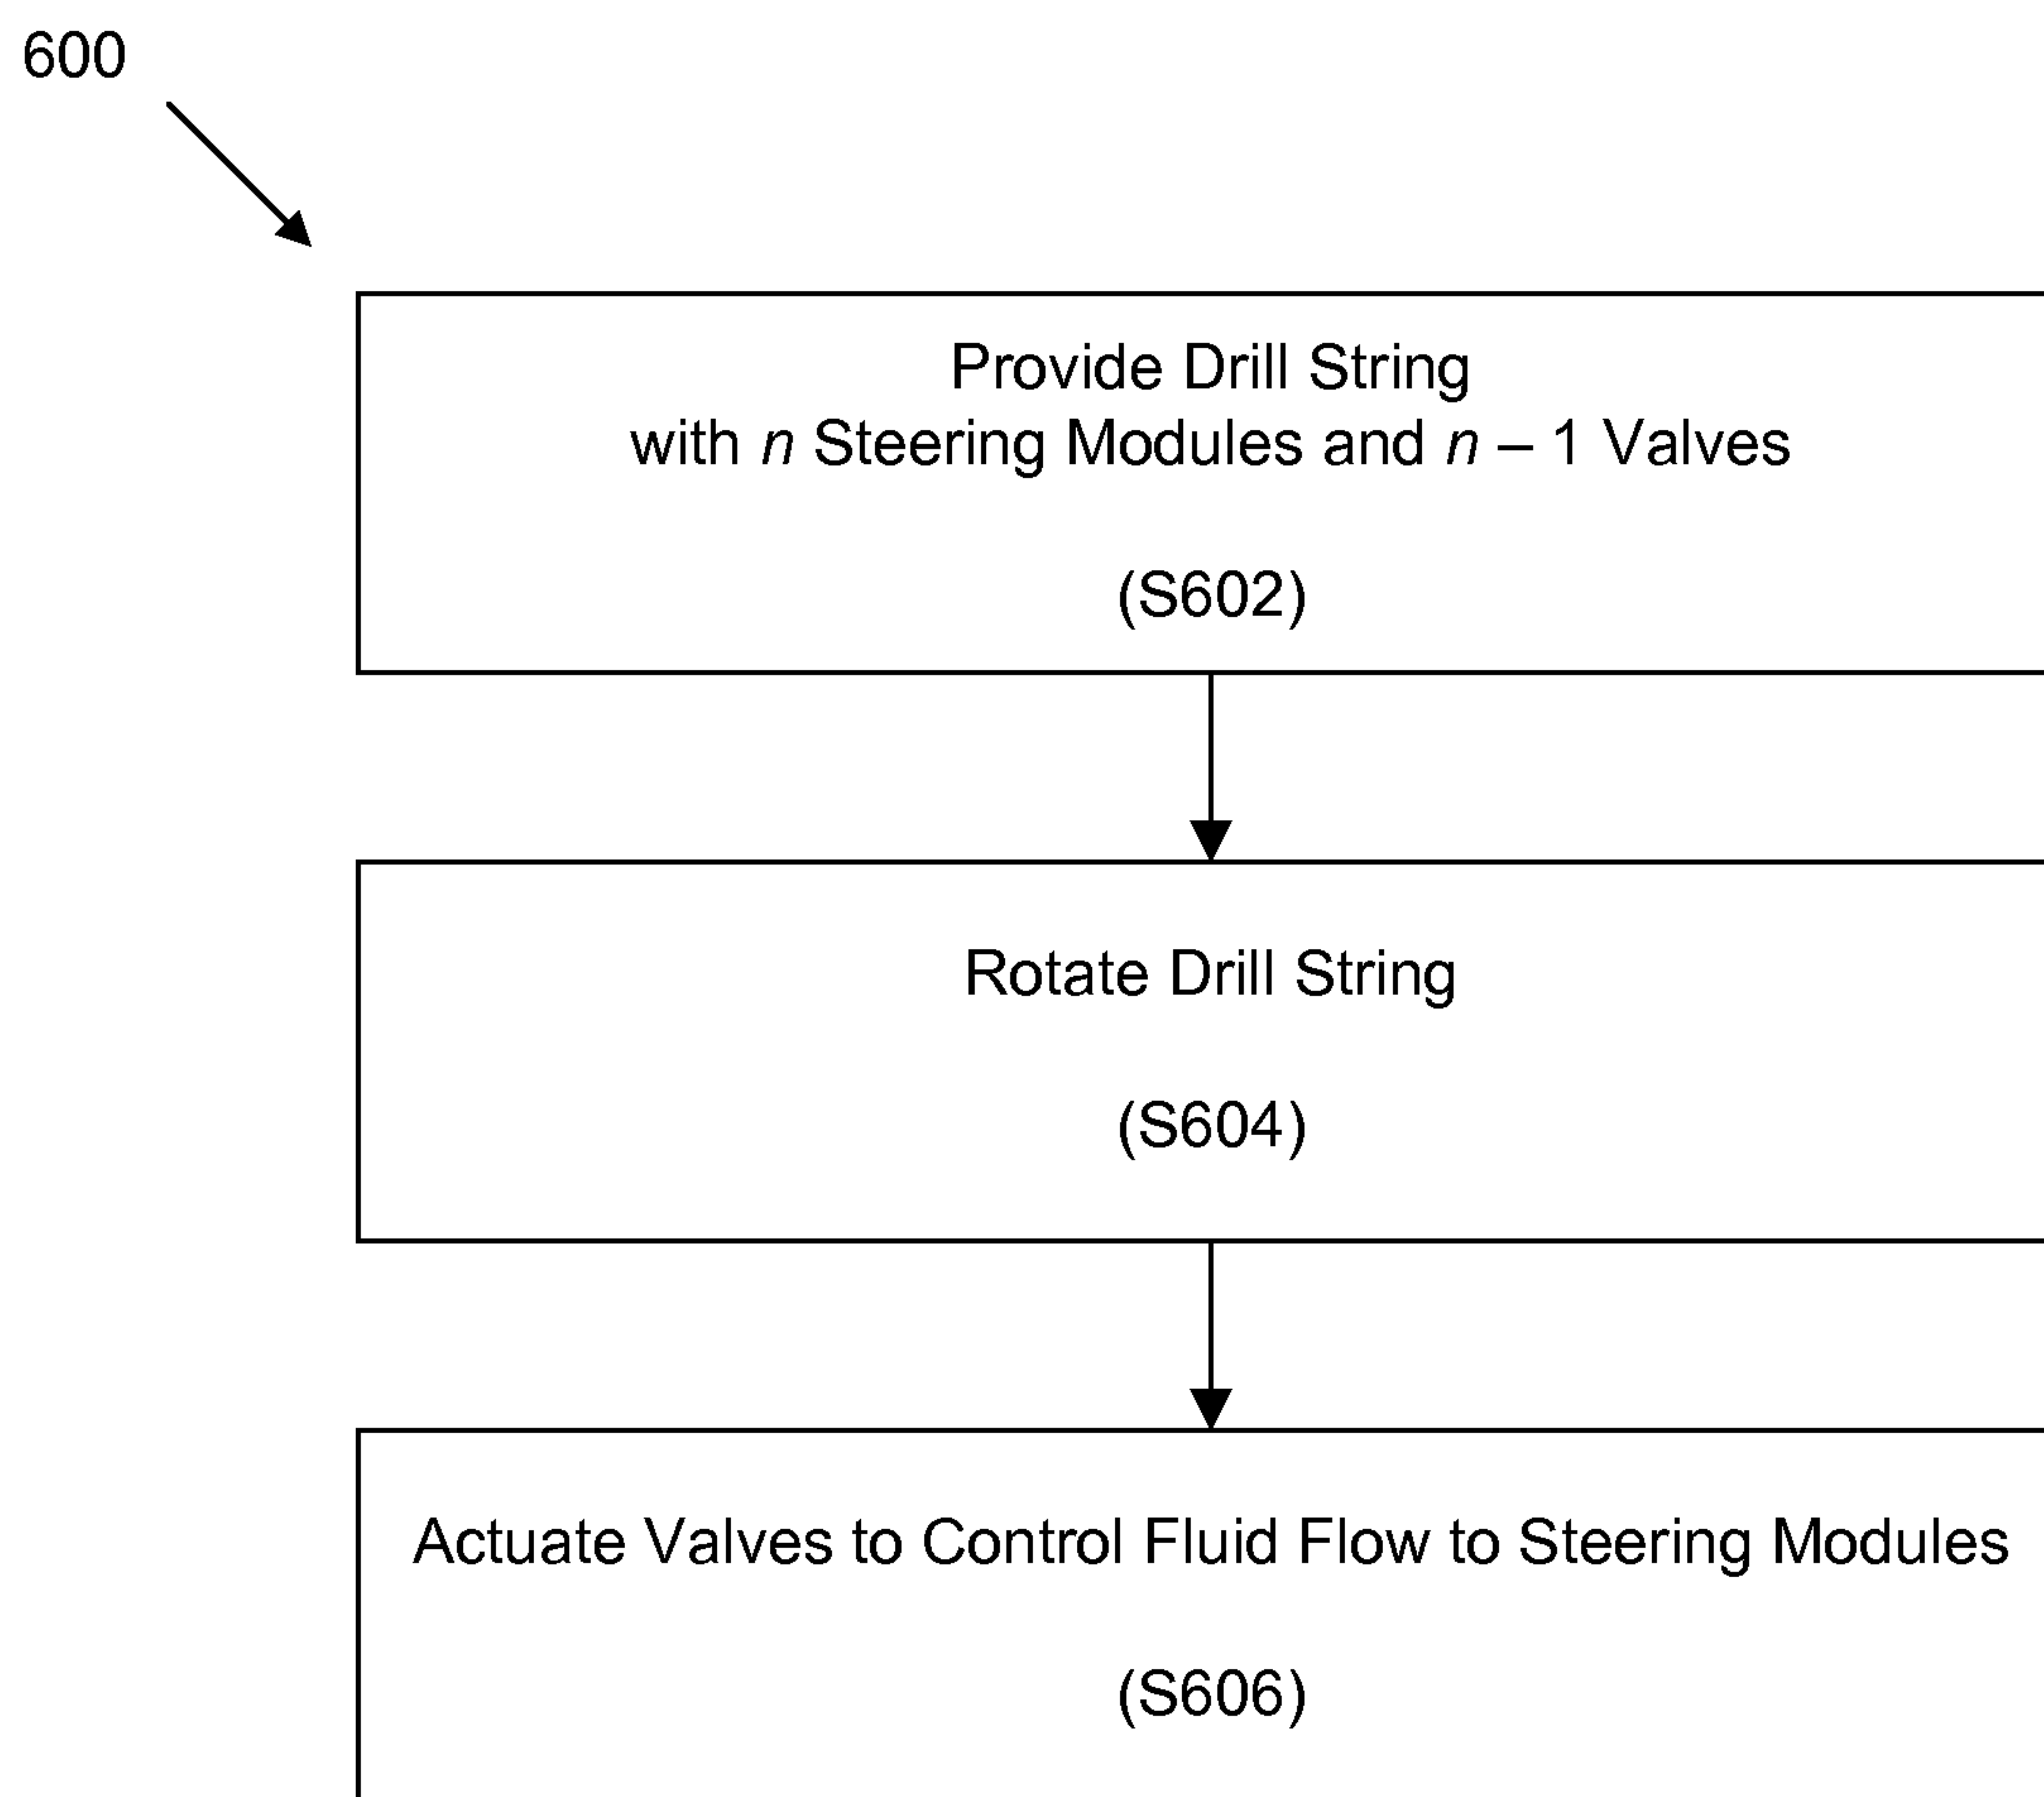 600
Provide Drill String
with n Steering Modules and n – 1 Valves
(S602)
Rotate Drill String
(S604)
Actuate Valves to Control Fluid Flow to Steering Modules
(S606)